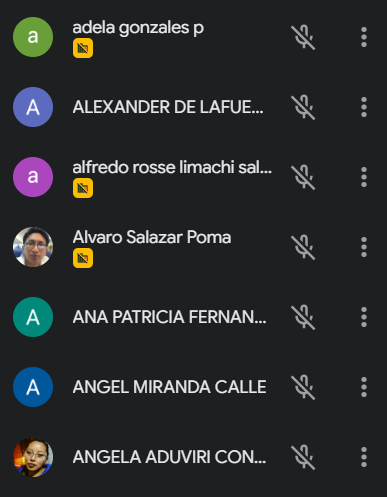 a
adela gonzales p
A
ALEXANDER DE LAFUE...
a
alfredo rosse limachi sal...
Alvaro Salazar Poma
A
ANA PATRICIA FERNAN...
A
ANGEL MIRANDA CALLE
ANGELA ADUVIRI CON...